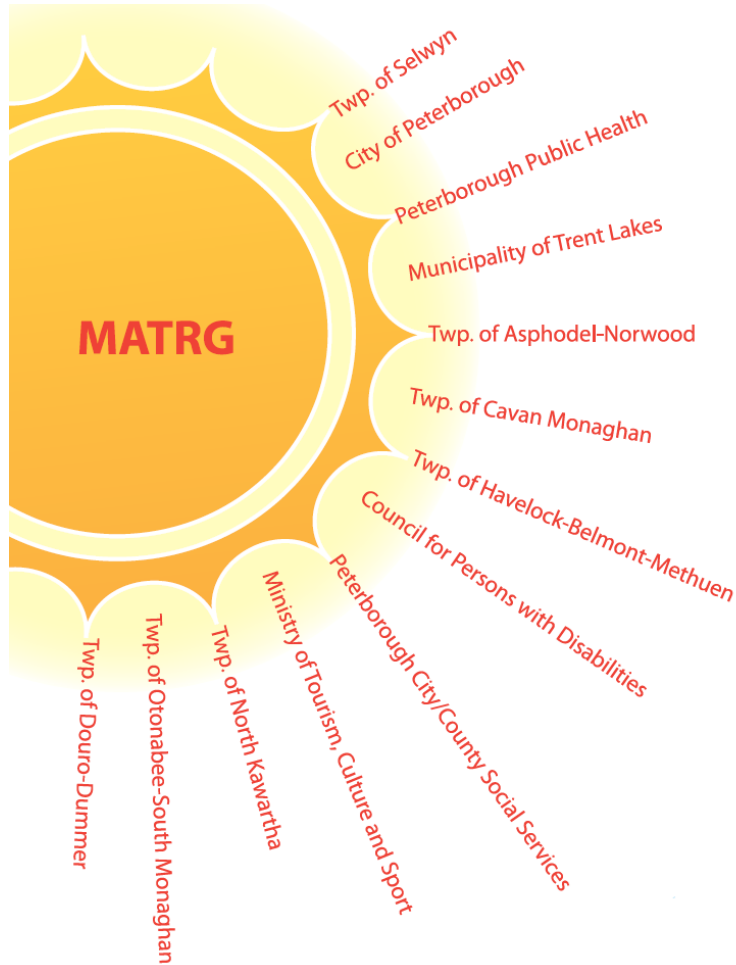 Twp. of Selwyn
City of Peterborough
Peterborough Public Health
Municipality of Trent Lakes
MATRG
Twp. of Asphodel-Norwood
Twp. of Cavan Monaghan
Twp. of Havelock-Belmont-Methuen
Council for Persons with Disabilities
Peterborough City/County Social Services
Ministry of Tourism, Culture and Sport
Twp. of North Kawartha
Twp. of Otonabee-South Monaghan
Twp. of Douro-Dummer